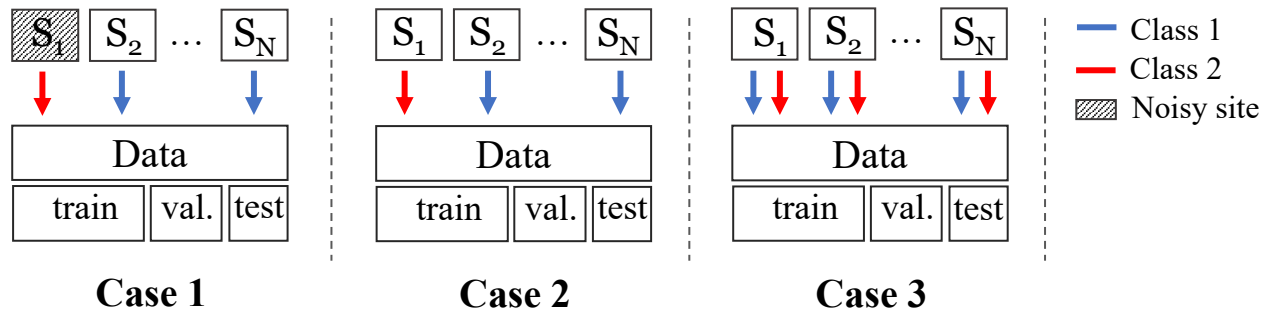 S1 S2 ... SN
Data
train val. test
Case 1
S1 S2 ... SN
Data
train val. test
Case 2
S1 S2 ... SN
Data
train val. test
Case 3
Class 1
Class 2
Noisy site